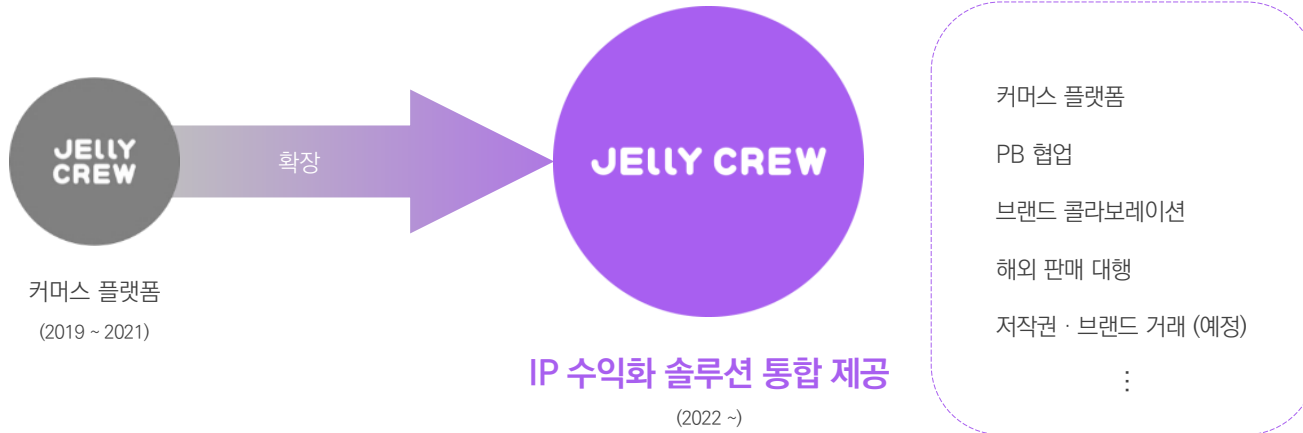 JELLY
CREW
커머스 플랫폼
(2019 ~ 2021)
확장
JELLY CREW
IP 수익화 솔루션 통합 제공
(2022 ~)
커머스 플랫폼
PB 협업
브랜드 콜라보레이션
해외 판매 대행
저작권 · 브랜드 거래 (예정)
⋮